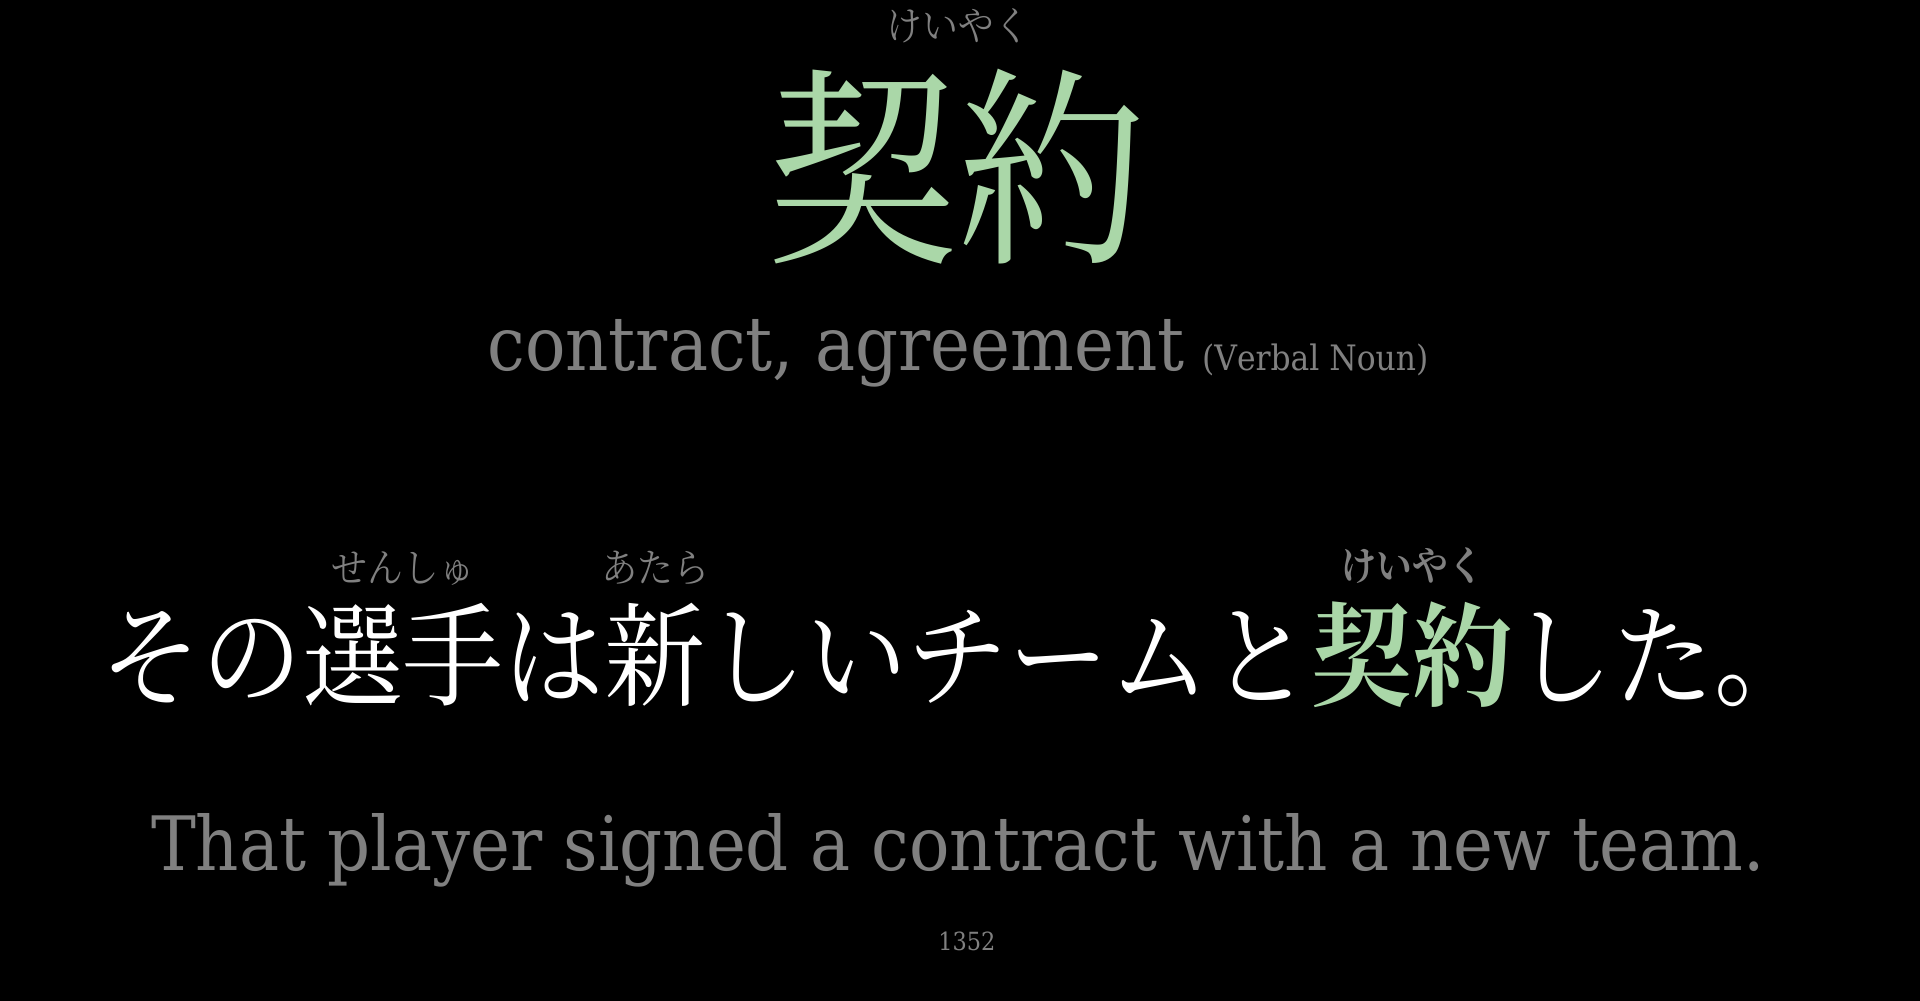 けいやく
契約
contract, agreement (Verbal Noun)
せんしゅ あたら けいやく
その選手は新しいチームと契約した。
That player signed a contract with a new team.
1352